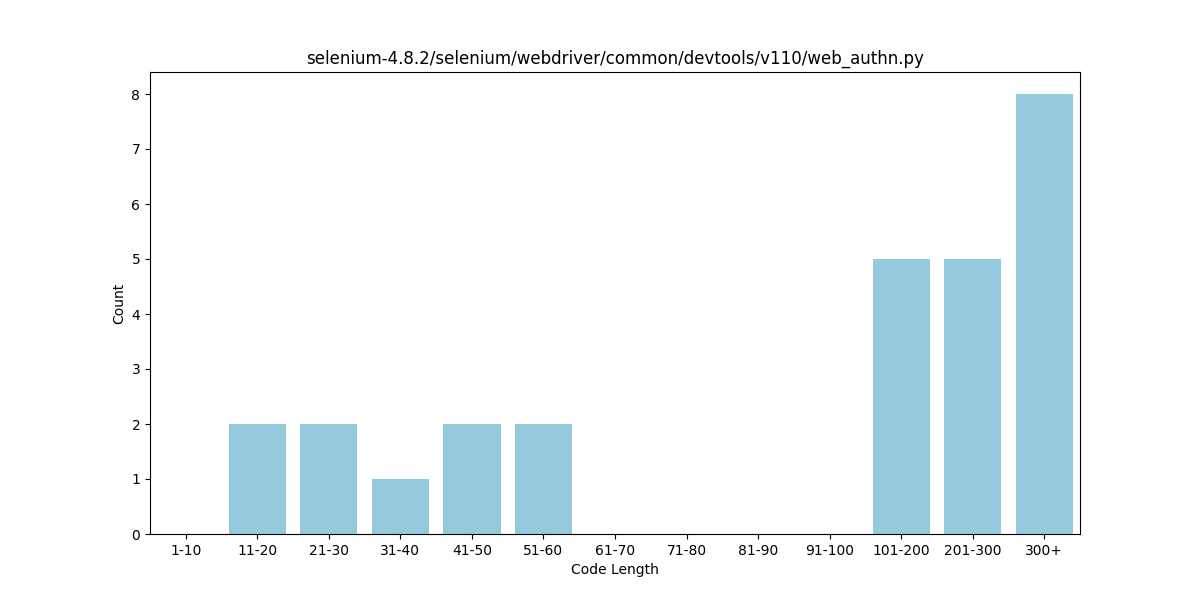 selenium-4.8.2/selenium/webdriver/common/devtools/v110/web_authn.py
8
7
6
5
4
3
2
1
0
Count
1-10 11-20 21-30 31-40 41-50 51-60 61-70 71-80 81-90 91-100 101-200 201-300 300+
Code Length